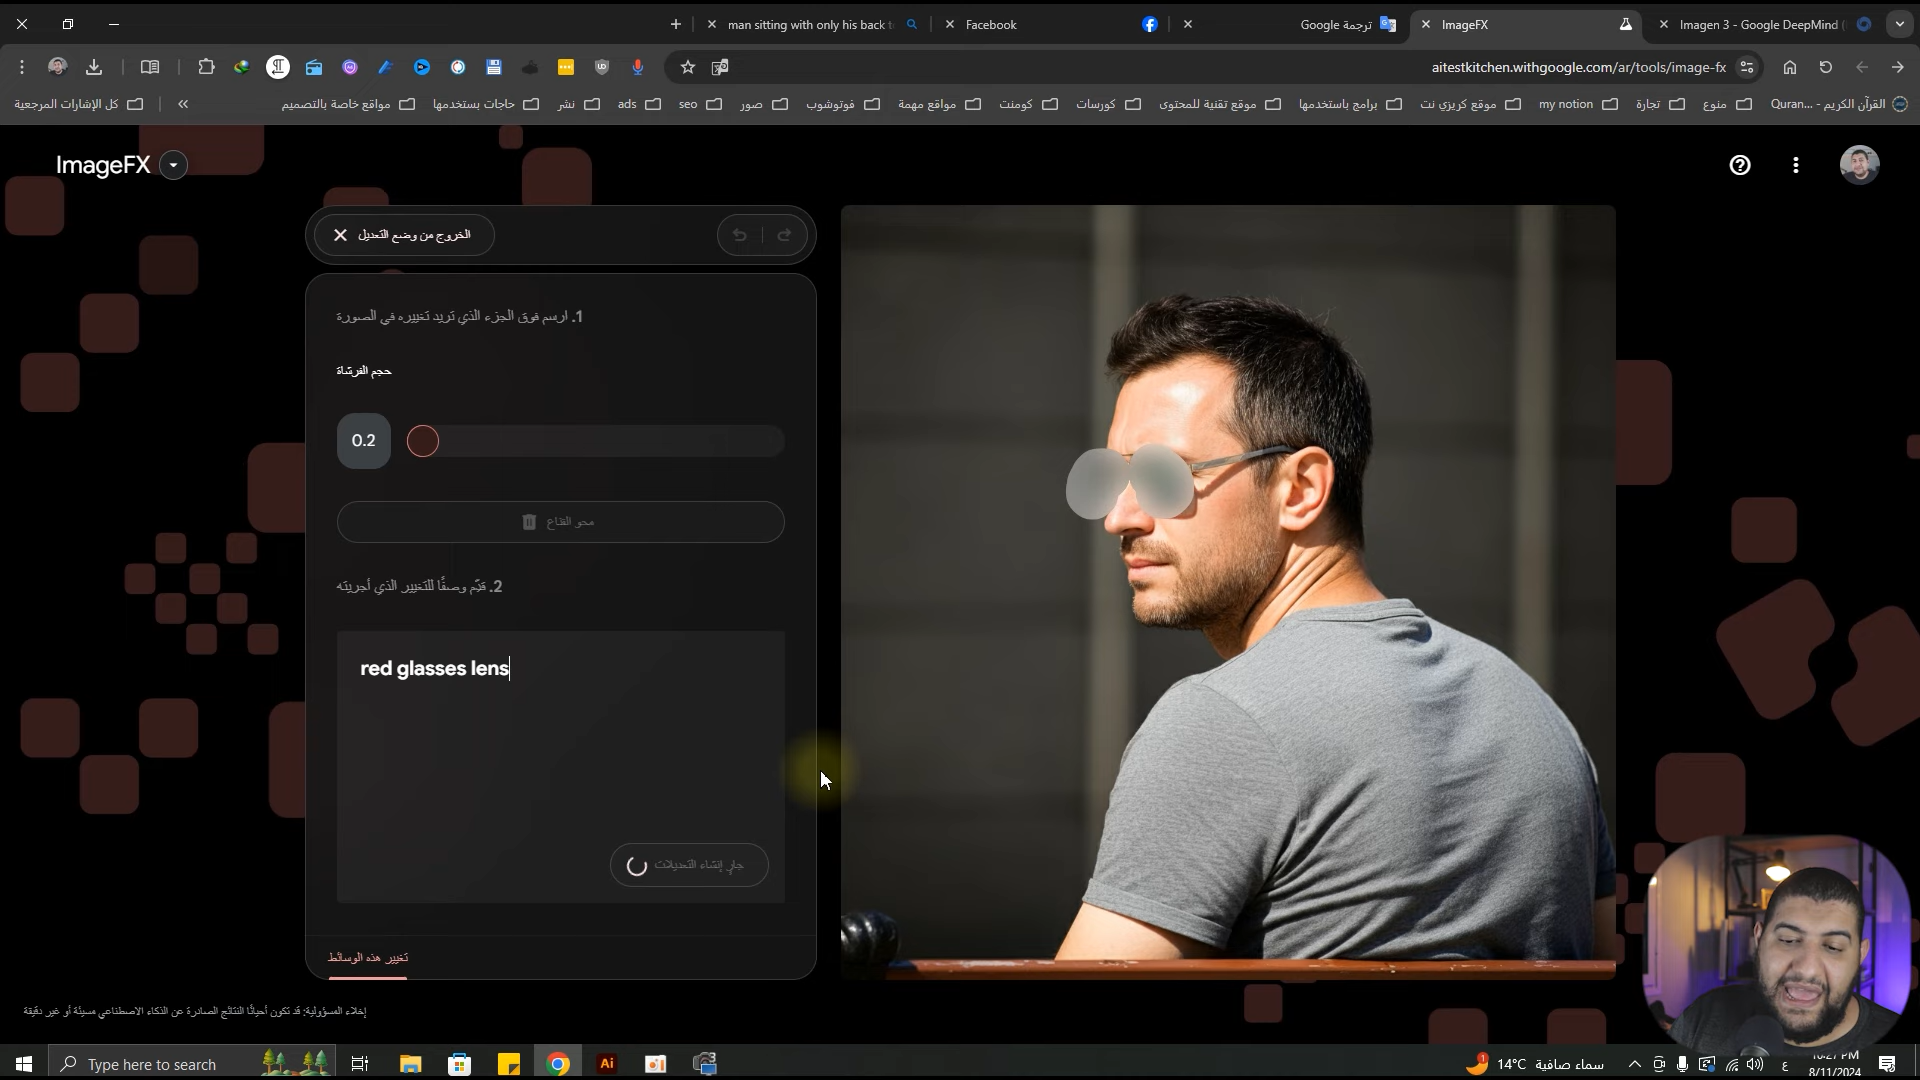 man sitting with only his back t
Facebook
ترجمة Google
ImageFX
Imagen 3 - Google DeepMind
aitestkitchen.withgoogle.com/ar/tools/image-fx
كل الإشارات المرجعية
مواقع خاصة بالتصميم
حاجات بستخدمها
نشر
ads
seo
صور
فوتوشوب
مواقع مهمة
كومنت
كورسات
موقع تقنية للمحتوى
برامج باستخدمها
موقع كريزي نت
my notion
تجارة
منوع
القرآن الكريم - Quran...
ImageFX
الخروج من وضع التعديل
1. ارسم فوق الجزء الذي تريد تغييره في الصورة
حجم الفرشاة
0.2
محو القناع
2. قدّم وصفًا للتغيير الذي أجريته
red glasses lens
جارٍ إنشاء التعديلات
تغيير هذه الوسائط
إخلاء المسؤولية: قد تكون أحيانًا النتائج الصادرة عن الذكاء الاصطناعي مسيئة أو غير دقيقة
Type here to search
Ai
14°C سماء صافية
ع
10:27 PM
8/11/2024